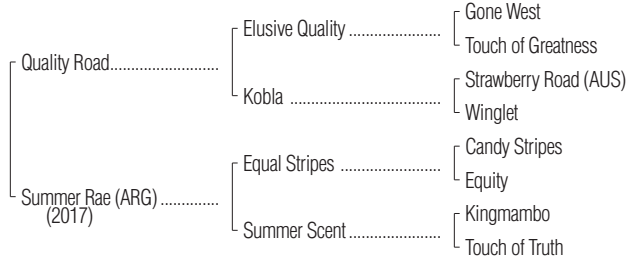 Gone West
Elusive Quality ....................
Touch of Greatness
Quality Road........................
Strawberry Road (AUS)
Kobla .................................
Winglet
Candy Stripes
Equal Stripes ......................
Equity
Summer Rae (ARG) .............
(2017)
Kingmambo
Summer Scent....................
Touch of Truth